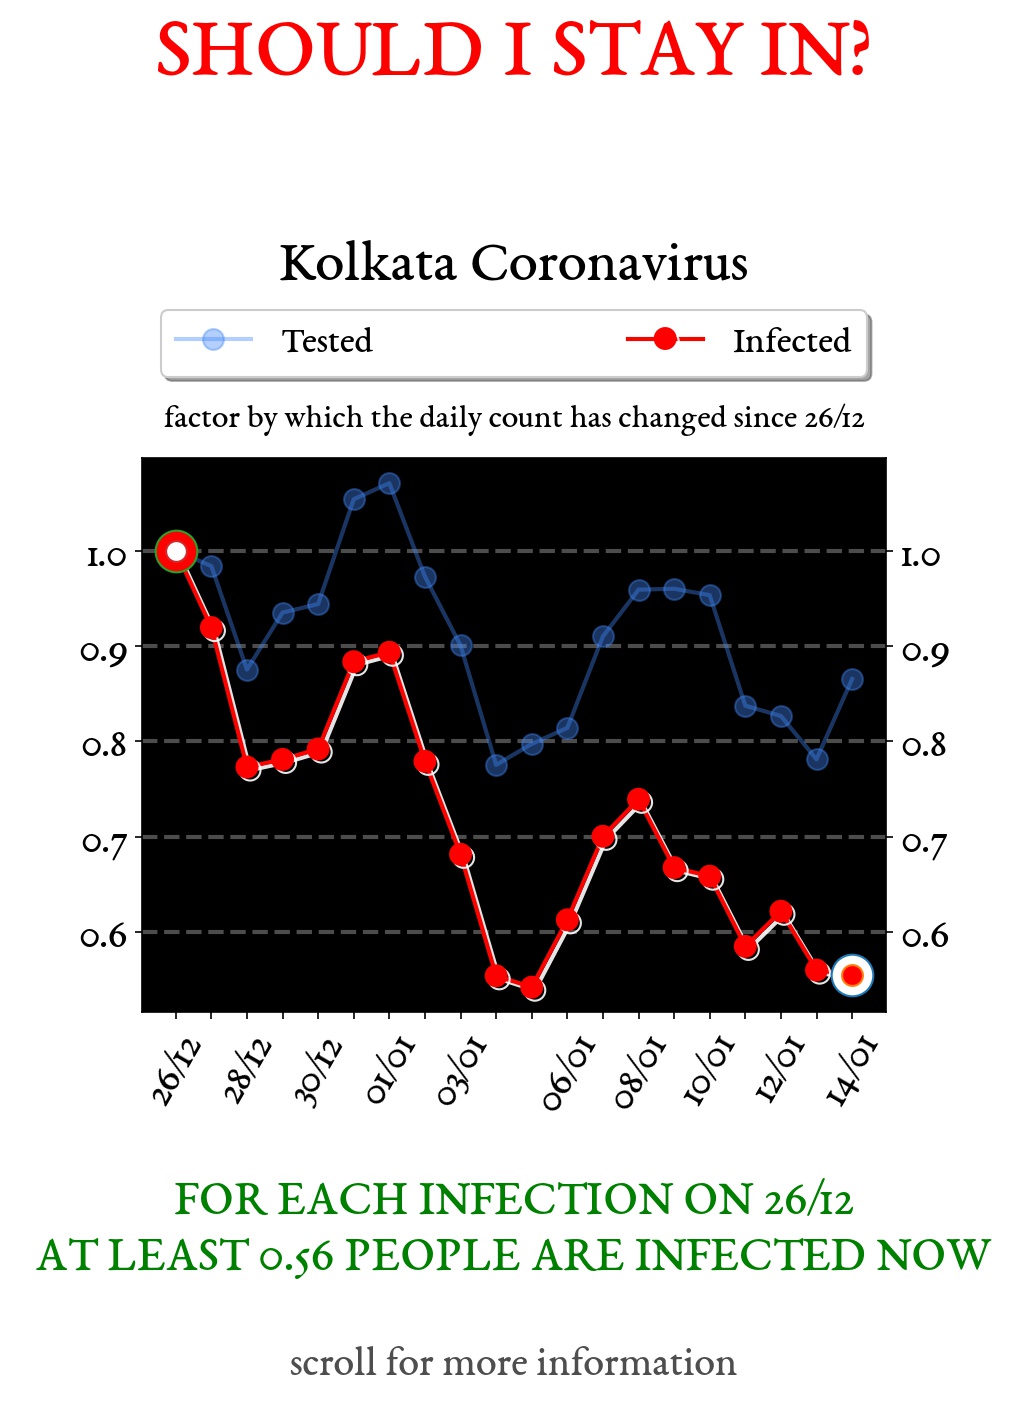 SHOULD I STAY IN?
Kolkata Coronavirus
Tested Infected
factor by which the daily count has changed since 26/12
1.0 1.0
0.9 0.9
0.8 0.8
0.7 0.7
0.6 0.6
26/12 28/12 30/12 01/01 03/01 06/01 08/01 10/01 12/01 14/01
FOR EACH INFECTION ON 26/12
AT LEAST 0.56 PEOPLE ARE INFECTED NOW
scroll for more information